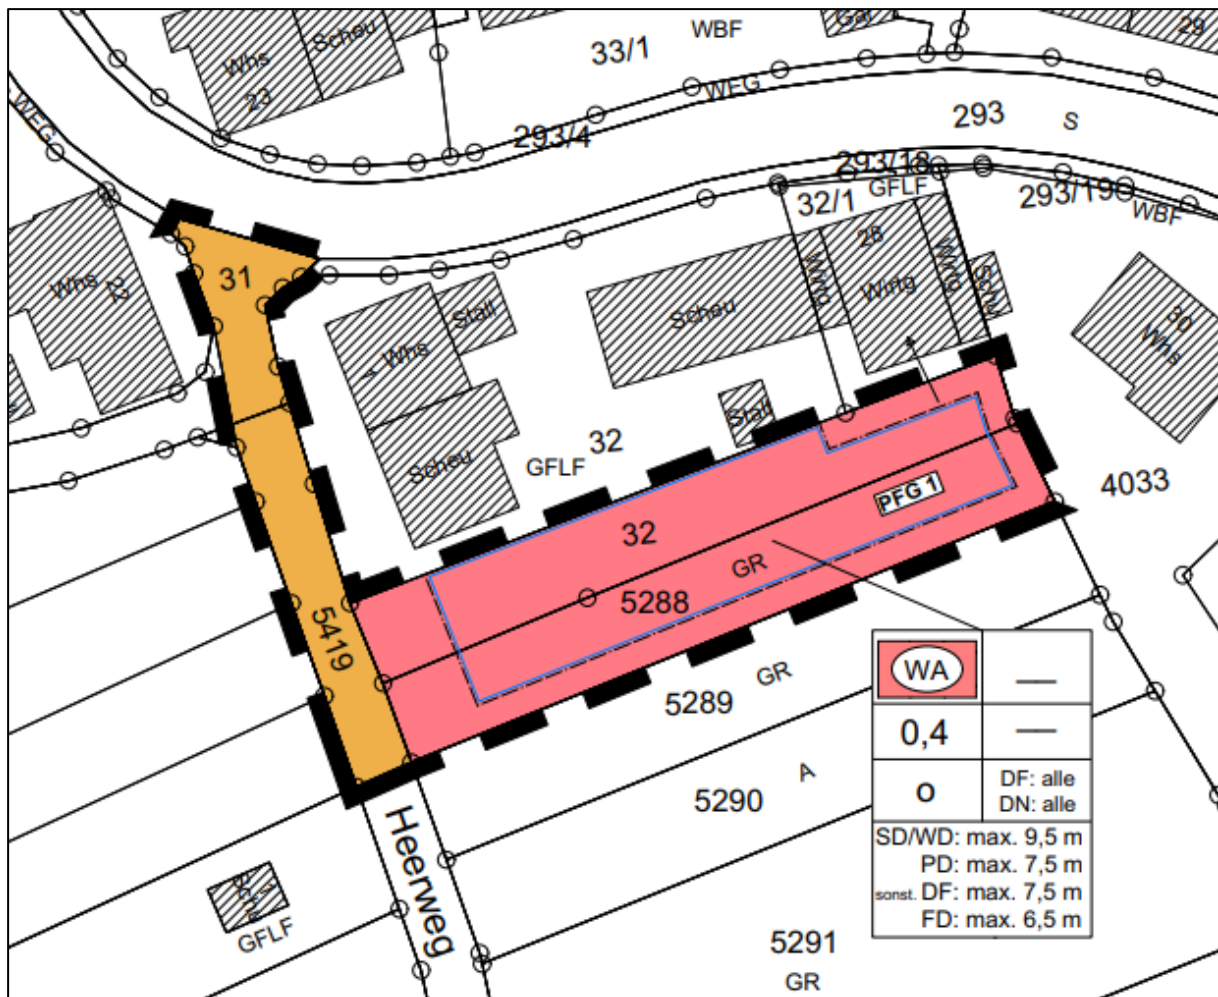 Gar
29
WBF
33/1
Scheu
Whs
23
WEG
WEG
293
S
293/4
293/18
GFLF
32/1
293/19
WBF
28
Whs
22
31
Wirtg
Wirtg
Wirtg
Schu
Scheu
Stall
Whs
30
Whs
Stall
32
GFLF
Scheu
4033
PFG 1
32
GR
5288
5419
GR
5289
WA
—
0,4
—
o
DF: alle
DN: alle
SD/WD: max. 9,5 m
PD: max. 7,5 m
sonst. DF: max. 7,5 m
FD: max. 6,5 m
A
5290
Heerweg
Schu
GFLF
5291
GR